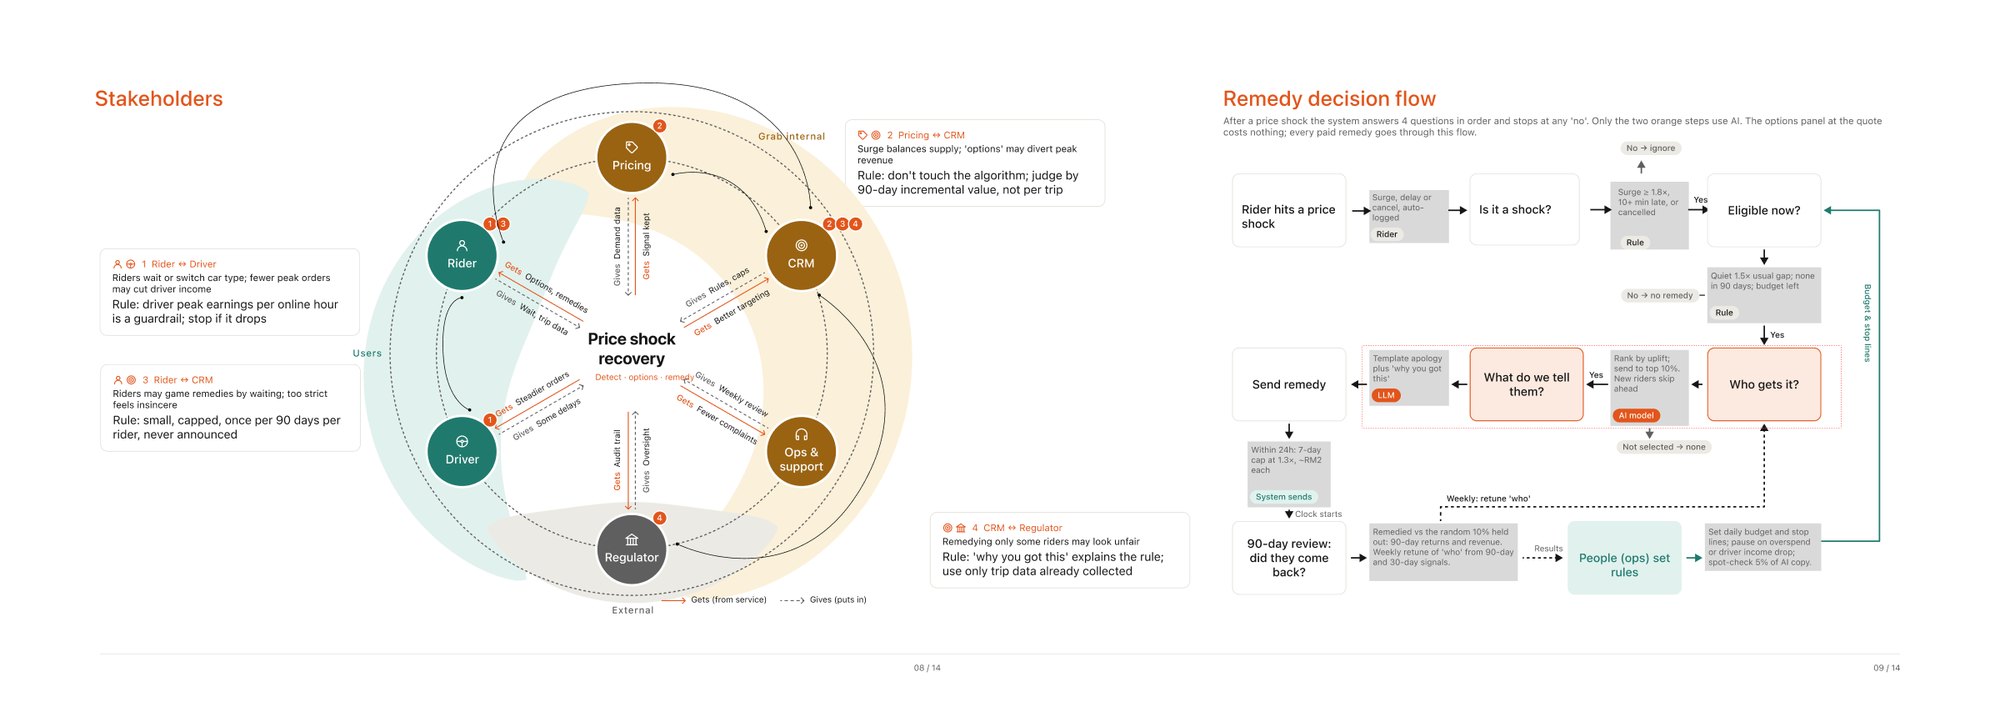 Stakeholders
Grab internal
2
Pricing
2 Pricing ↔ CRM
Surge balances supply; 'options' may divert peak
revenue
Rule: don't touch the algorithm; judge by
90-day incremental value, not per trip
1 3
Rider
2 3 4
CRM
Gives Demand data
Gets Signal kept
Gets Options, remedies
Gives Wait, trip data
Gives Rules, caps
Gets Better targeting
1 Rider ↔ Driver
Riders wait or switch car type; fewer peak orders
may cut driver income
Rule: driver peak earnings per online hour
is a guardrail; stop if it drops
Users
Price shock
recovery
Detect · options · remedy
3 Rider ↔ CRM
Riders may game remedies by waiting; too strict
feels insincere
Rule: small, capped, once per 90 days per
rider, never announced
Gets Steadier orders
Gives Some delays
Gives Weekly review
Gets Fewer complaints
Gets Audit trail
Gives Oversight
1
Driver
Ops &
support
4
Regulator
4 CRM ↔ Regulator
Remedying only some riders may look unfair
Rule: 'why you got this' explains the rule;
use only trip data already collected
External
Gets (from service)
Gives (puts in)
08 / 14
Remedy decision flow
After a price shock the system answers 4 questions in order and stops at any 'no'. Only the two orange steps use AI. The options panel at the quote
costs nothing; every paid remedy goes through this flow.
No → ignore
Rider hits a price
shock
Surge, delay or
cancel, auto-
logged
Rider
Is it a shock?
Surge ≥ 1.8×,
10+ min late, or
cancelled
Rule
Yes
Eligible now?
Quiet 1.5× usual gap; none
in 90 days; budget left
Rule
No → no remedy
Yes
Budget & stop lines
Send remedy
Template apology
plus 'why you got
this'
LLM
What do we tell
them?
Yes
Rank by uplift;
send to top 10%.
New riders skip
ahead
AI model
Who gets it?
Not selected → none
Within 24h: 7-day
cap at 1.3×, ~RM2
each
System sends
Clock starts
Weekly: retune 'who'
90-day review:
did they come
back?
Remedied vs the random 10% held
out: 90-day returns and revenue.
Weekly retune of 'who' from 90-day
and 30-day signals.
Results
People (ops) set
rules
Set daily budget and stop
lines; pause on overspend
or driver income drop;
spot-check 5% of AI copy.
09 / 14